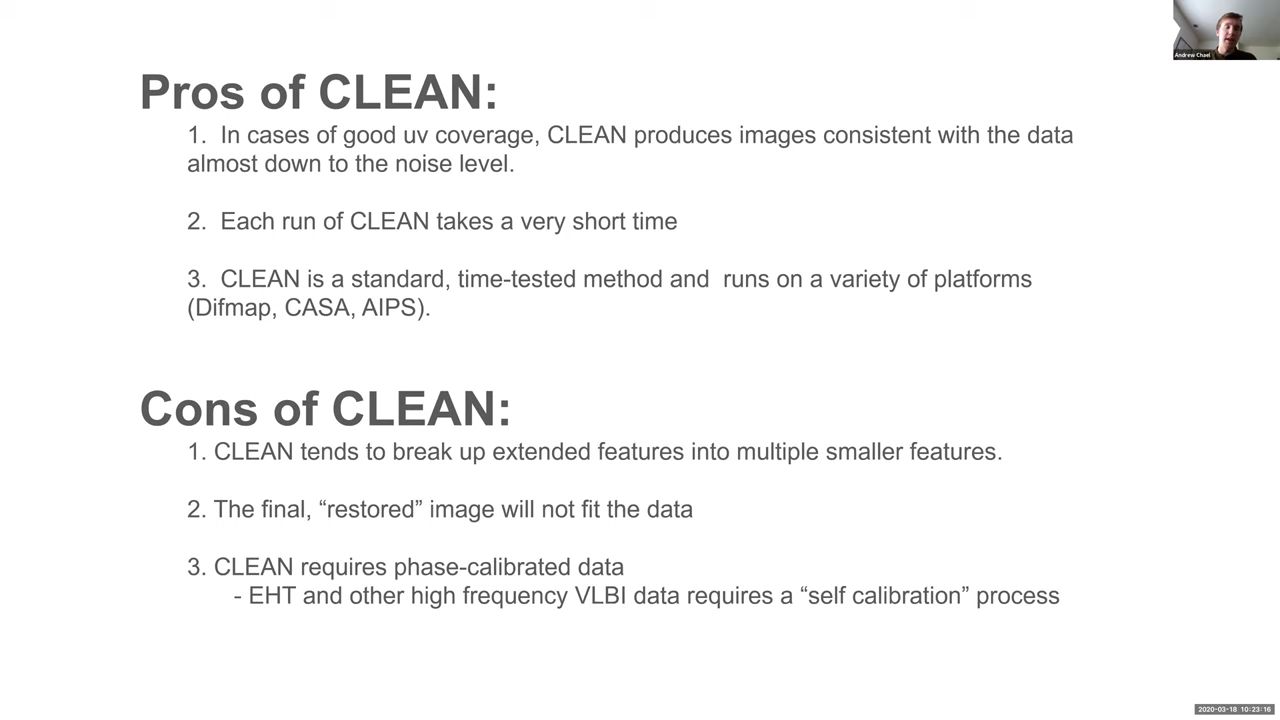 Andrew Chael
Pros of CLEAN:
1.  In cases of good uv coverage, CLEAN produces images consistent with the data
almost down to the noise level.
2.  Each run of CLEAN takes a very short time
3.  CLEAN is a standard, time-tested method and  runs on a variety of platforms
(Difmap, CASA, AIPS).
Cons of CLEAN:
1. CLEAN tends to break up extended features into multiple smaller features.
2. The final, “restored” image will not fit the data
3. CLEAN requires phase-calibrated data
- EHT and other high frequency VLBI data requires a “self calibration” process
2020-03-18  10:23:16